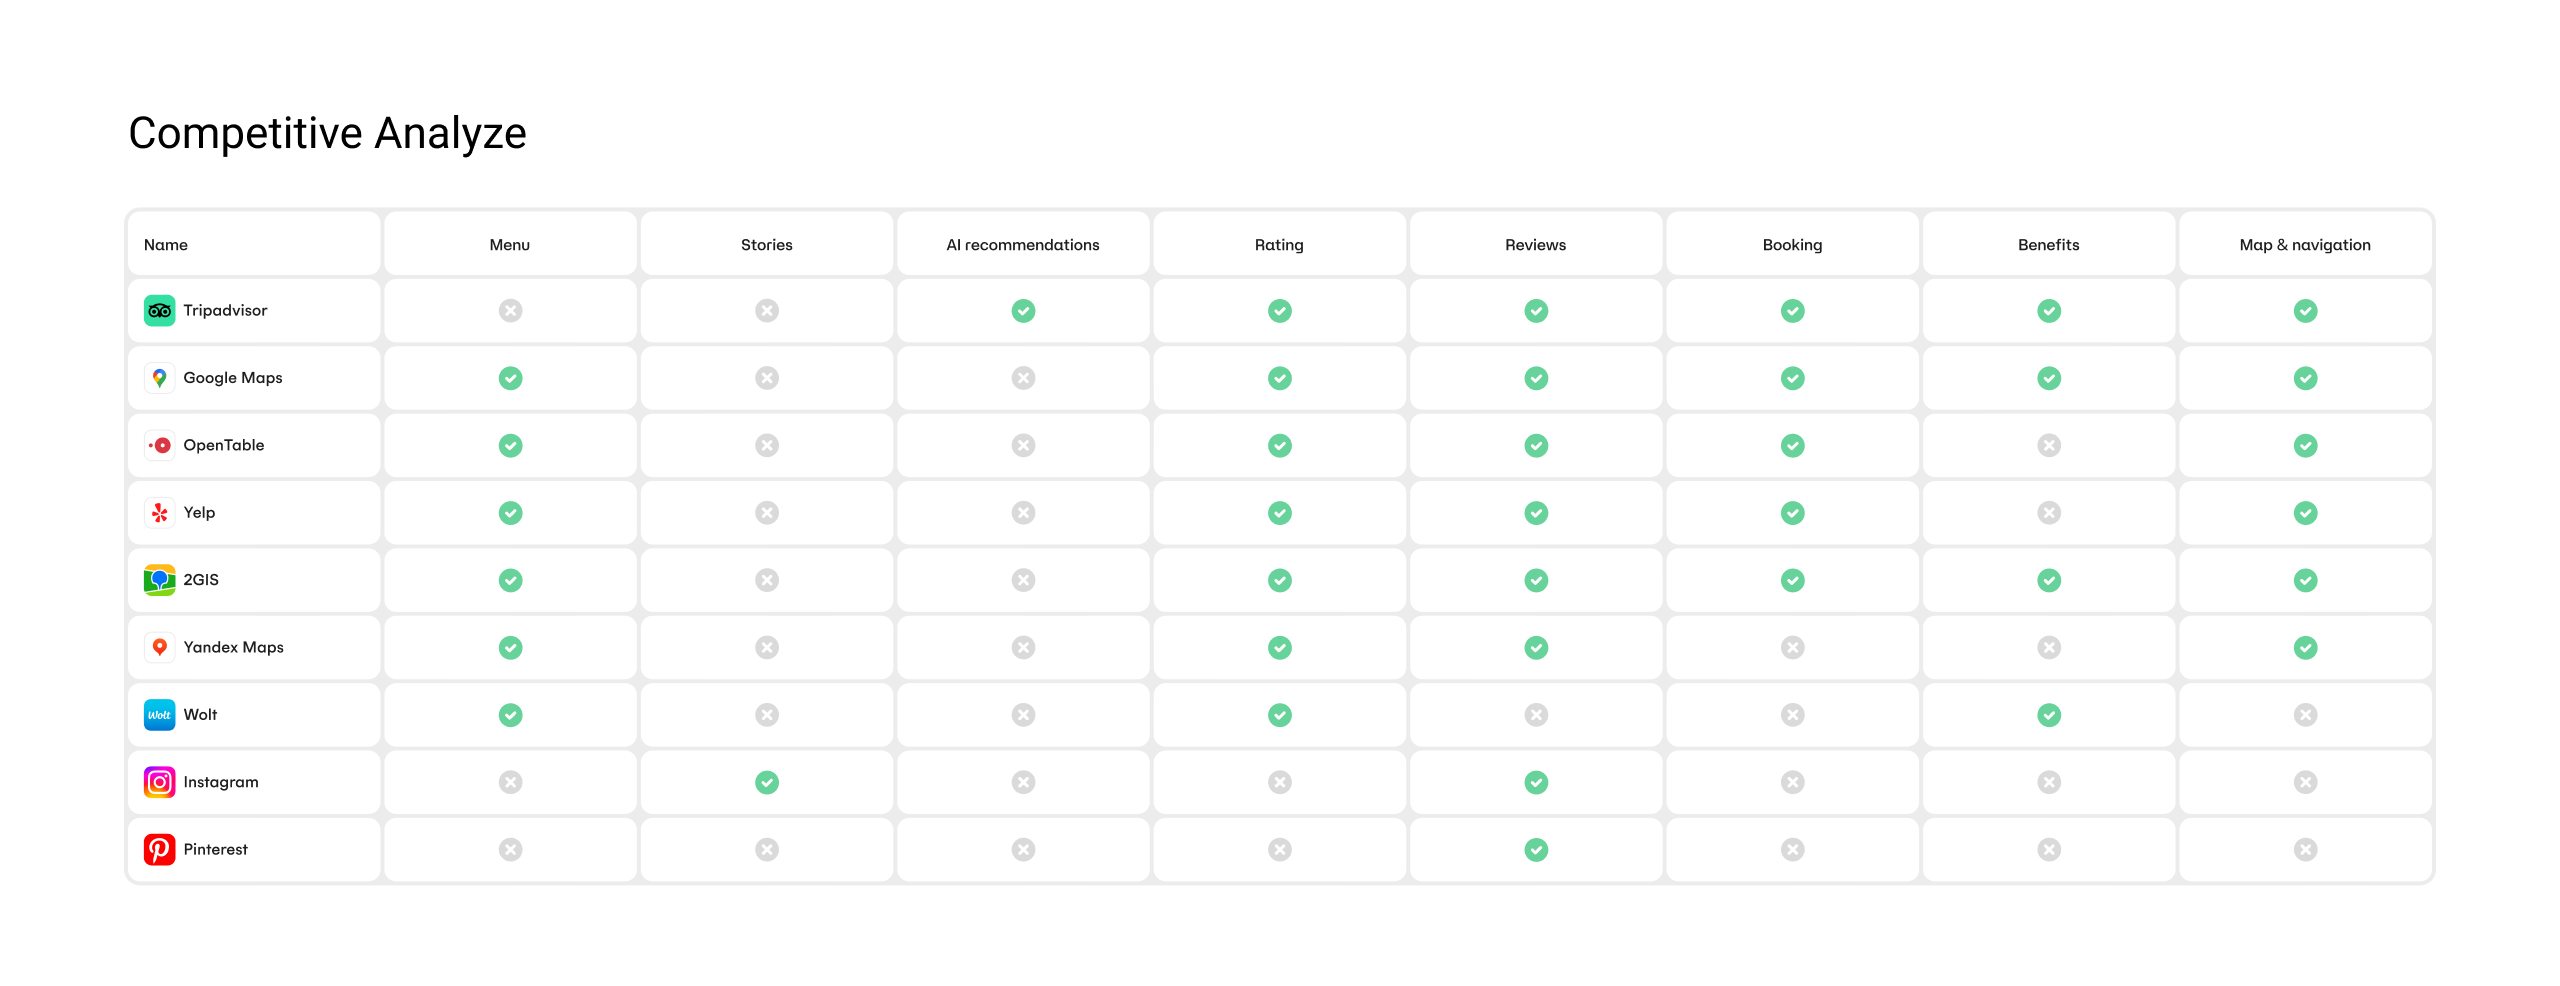 Competitive Analyze
Name Menu Stories AI recommendations Rating Reviews Booking Benefits Map & navigation
Tripadvisor
Google Maps
OpenTable
Yelp
2GIS
Yandex Maps
Wolt Wolt
Instagram
Pinterest